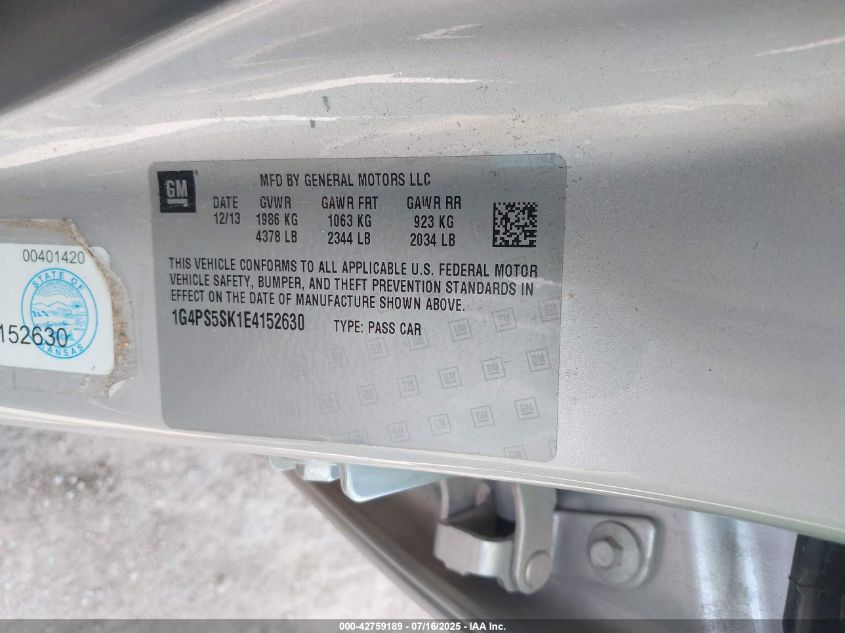 GM
MFD BY GENERAL MOTORS LLC
DATE GVWR GAWR FRT GAWR RR
12/13 1986 KG 1063 KG 923 KG
4378 LB 2344 LB 2034 LB
THIS VEHICLE CONFORMS TO ALL APPLICABLE U.S. FEDERAL MOTOR
VEHICLE SAFETY, BUMPER, AND THEFT PREVENTION STANDARDS IN
EFFECT ON THE DATE OF MANUFACTURE SHOWN ABOVE.
1G4PS5SK1E4152630 TYPE: PASS CAR
00401420
STATE OF
152630
KANSAS
000-42759189 - 07/16/2025 - IAA Inc.